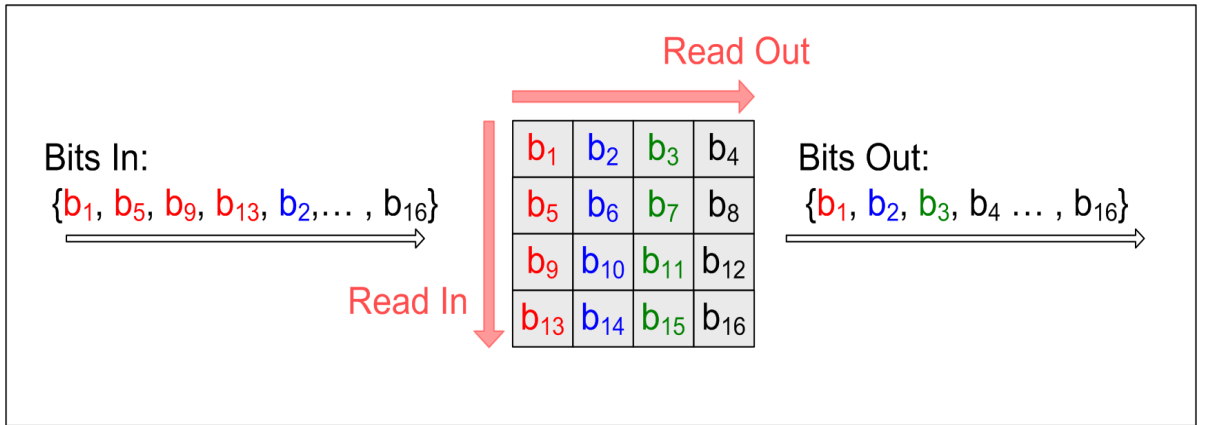 Read Out
Bits In:
{b₁, b₅, b₉, b₁₃, b₂,… , b₁₆}
Read In
b₁ b₂ b₃ b₄
b₅ b₆ b₇ b₈
b₉ b₁₀ b₁₁ b₁₂
b₁₃ b₁₄ b₁₅ b₁₆
Bits Out:
{b₁, b₂, b₃, b₄ … , b₁₆}